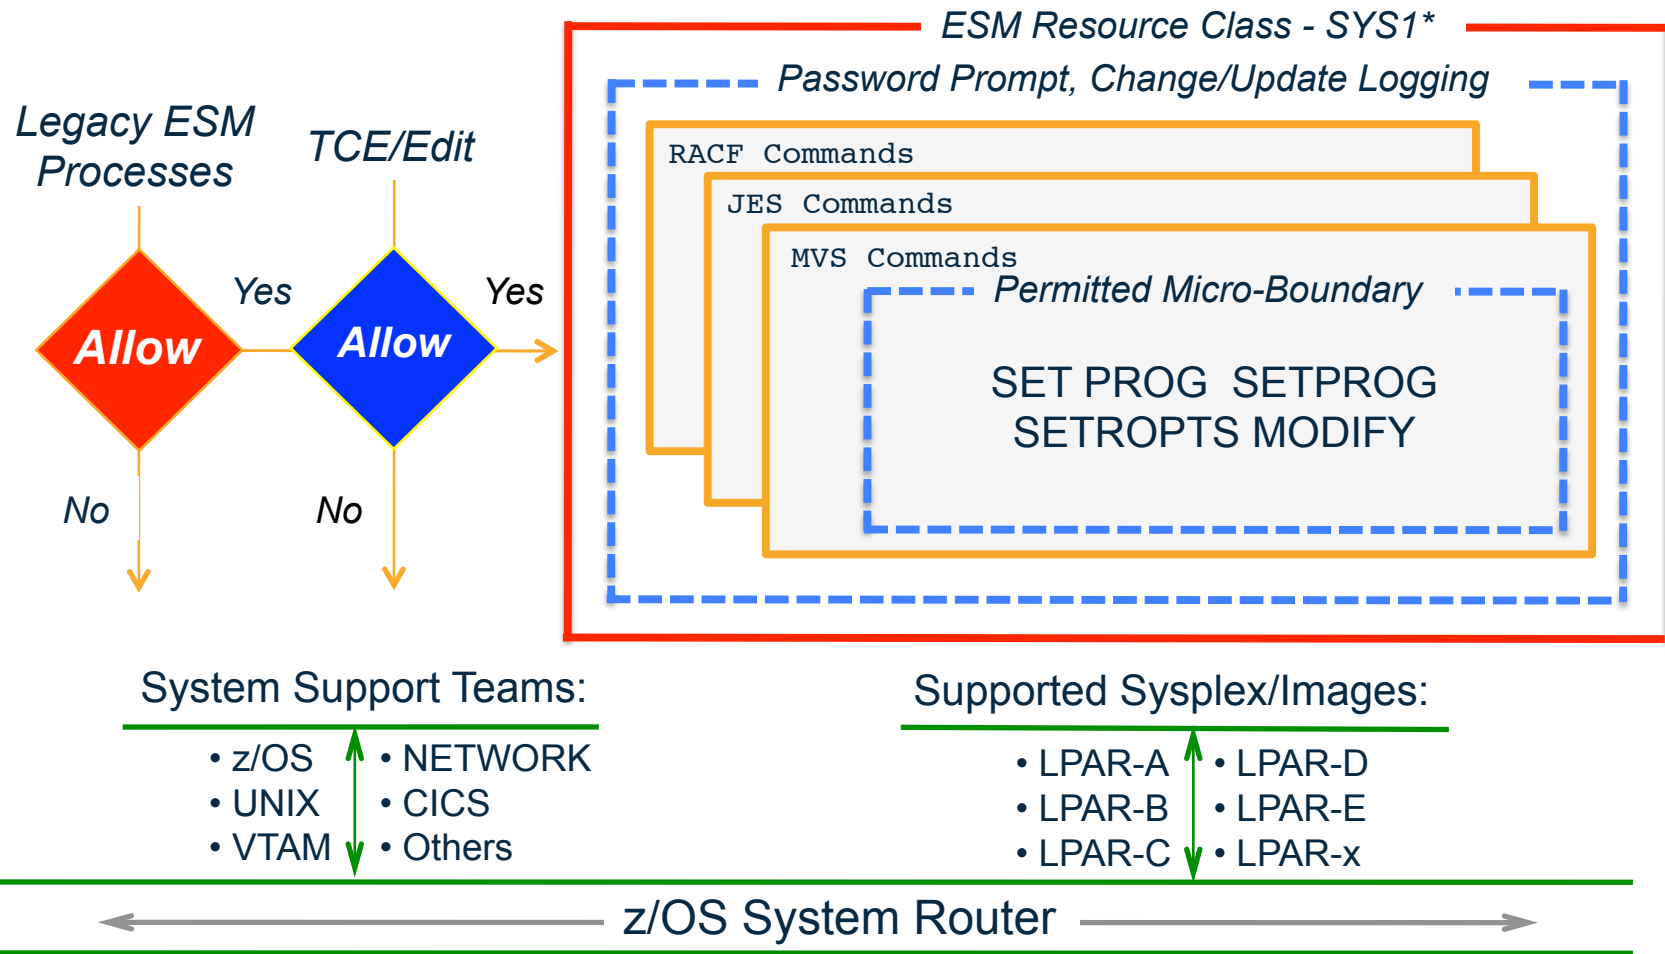 ESM Resource Class - SYS1*
Password Prompt, Change/Update Logging
Legacy ESM
Processes
TCE/Edit
RACF Commands
JES Commands
MVS Commands
Permitted Micro-Boundary
SET PROG  SETPROG
SETROPTS MODIFY
Allow
Yes
Allow
Yes
No
No
System Support Teams:
• z/OS
• UNIX
• VTAM
• NETWORK
• CICS
• Others
Supported Sysplex/Images:
• LPAR-A
• LPAR-B
• LPAR-C
• LPAR-D
• LPAR-E
• LPAR-x
z/OS System Router